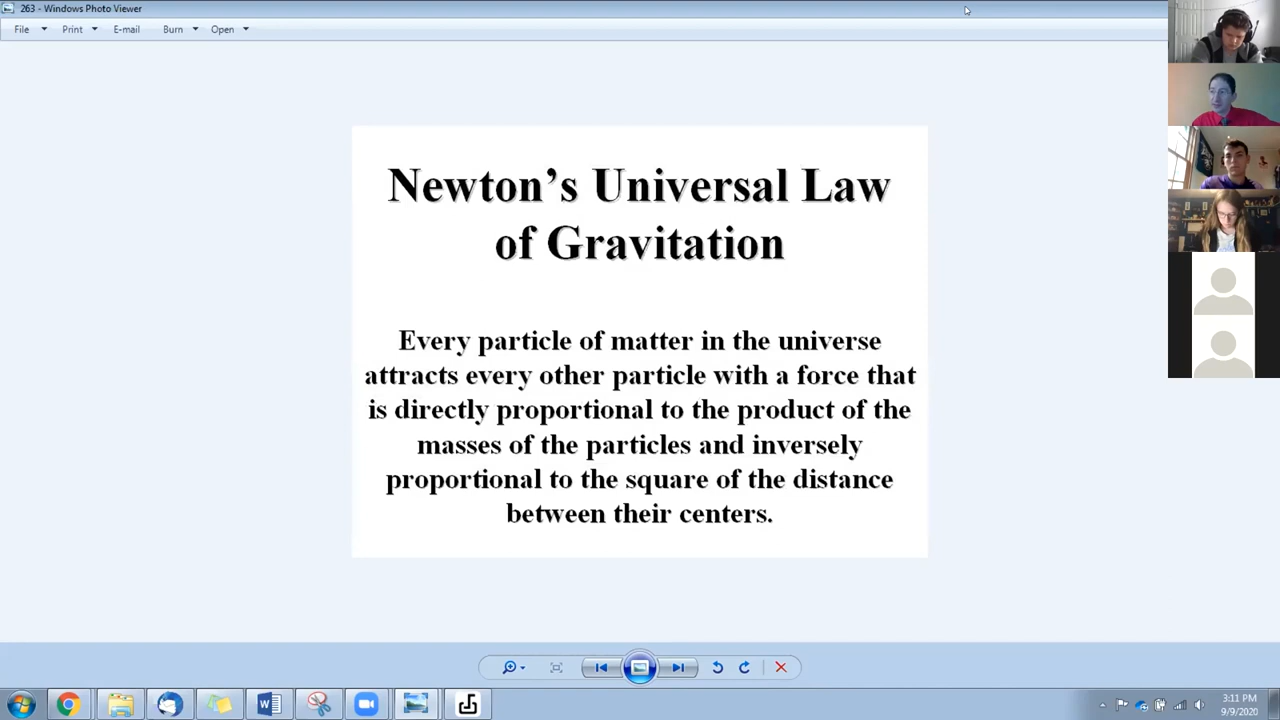 263 - Windows Photo Viewer
File Print E-mail Burn Open
Newton's Universal Law
of Gravitation
Every particle of matter in the universe
attracts every other particle with a force that
is directly proportional to the product of the
masses of the particles and inversely
proportional to the square of the distance
between their centers.
3:11 PM
9/9/2020